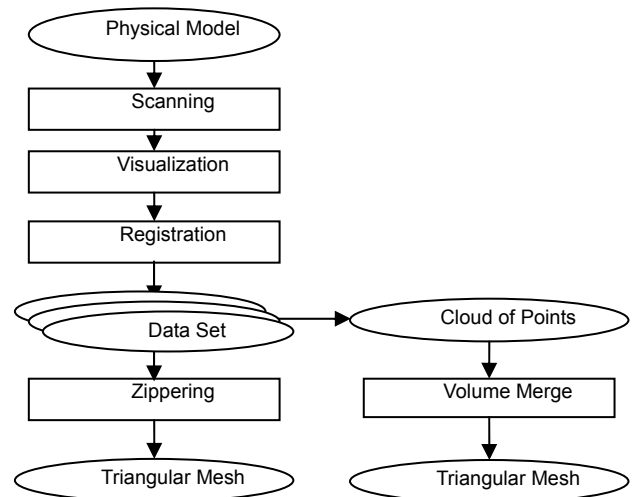 Physical Model
Scanning
Visualization
Registration
Data Set
Cloud of Points
Zippering
Volume Merge
Triangular Mesh
Triangular Mesh